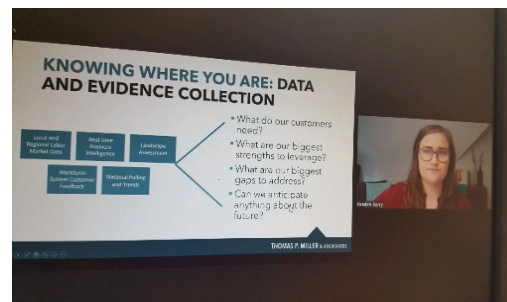 KNOWING WHERE YOU ARE: DATA
AND EVIDENCE COLLECTION
Local and
Regional Labor
Market Data
Real-time
Business
Intelligence
Landscape
Assessment
Workforce
System Customer
Feedback
National Polling
and Trends
• What do our customers
need?
• What are our biggest
strengths to leverage?
• What are our biggest
gaps to address?
• Can we anticipate
anything about the
future?
THOMAS P. MILLER & ASSOCIATES